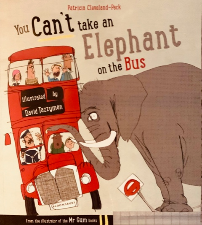 Patricia Cleveland-Peck
You Can't take an
Elephant
on the Bus
Illustrated by
David Tazzyman
From the illustrator of the Mr Gum books